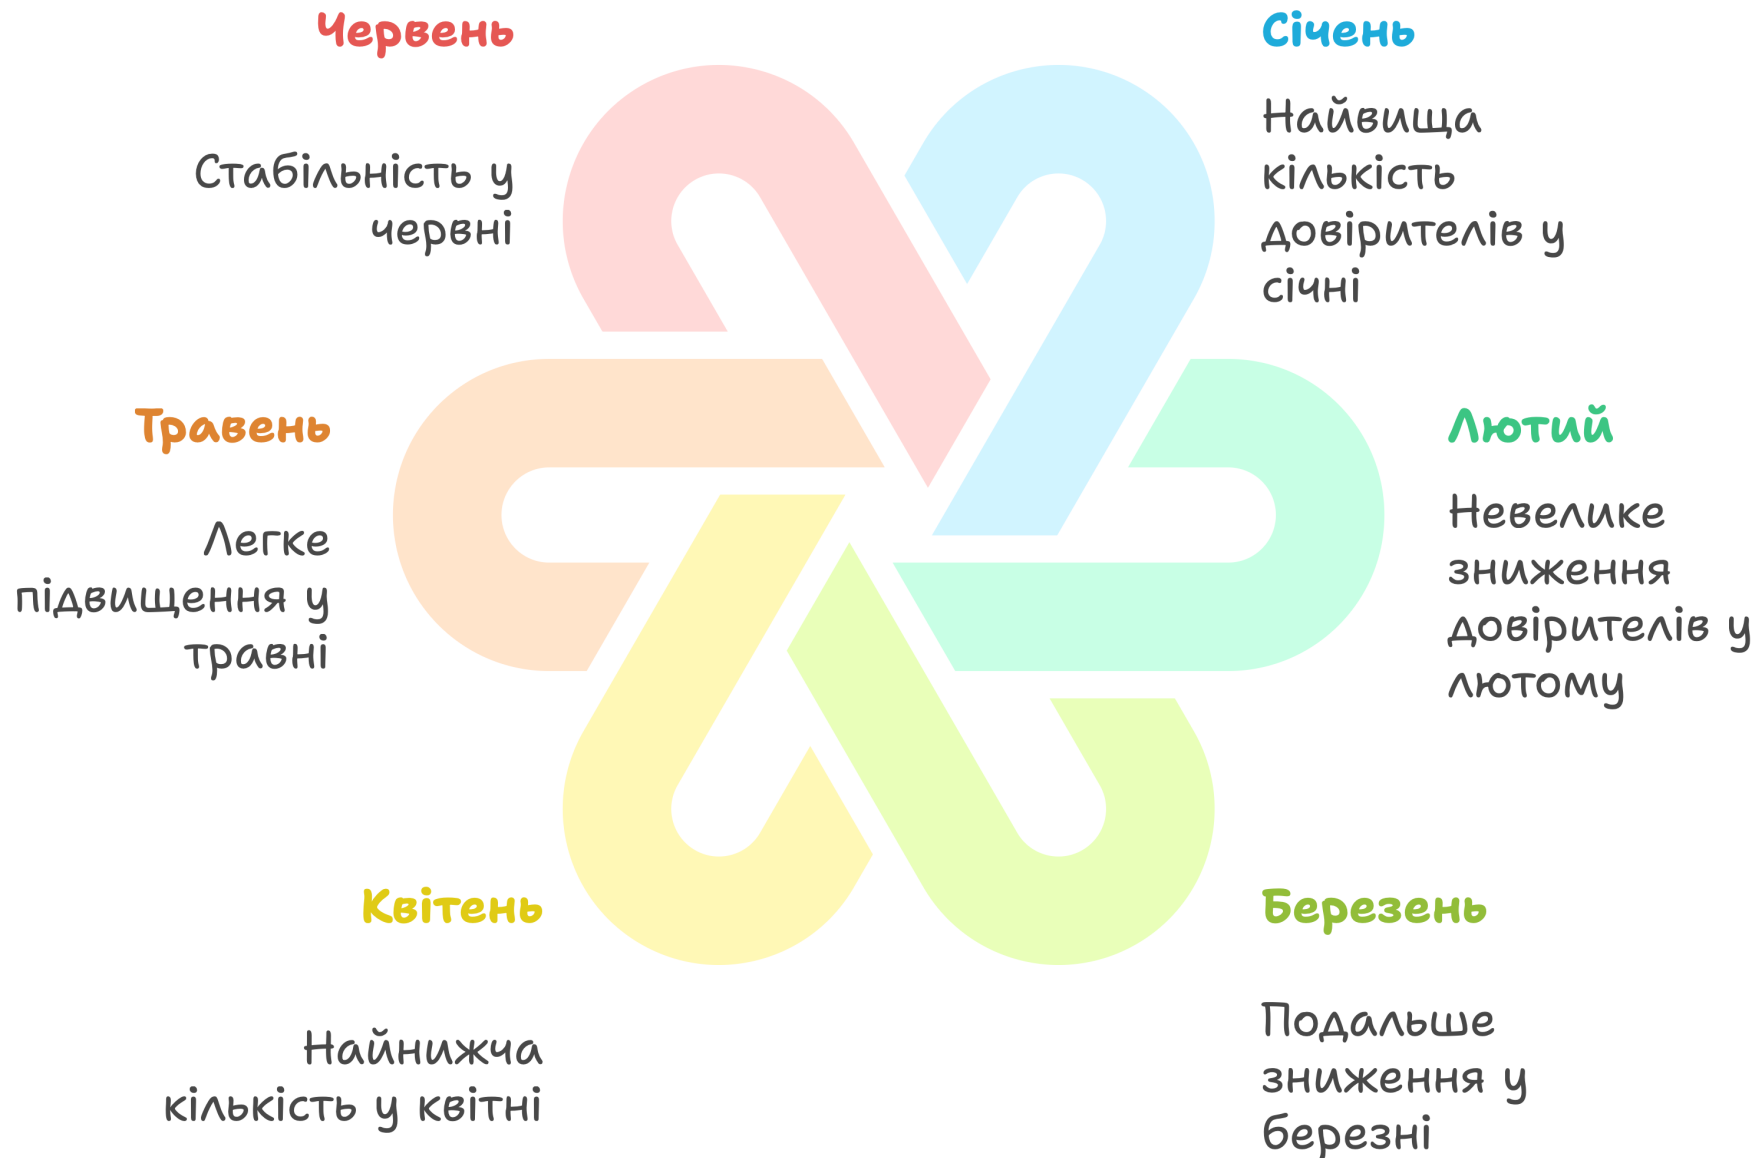 Червень
Стабільність у
червні
Січень
Найвища
кількість
довірителів у
січні
Травень
Легке
підвищення у
травні
Лютий
Невелике
зниження
довірителів у
лютому
Квітень
Найнижча
кількість у квітні
Березень
Подальше
зниження у
березні